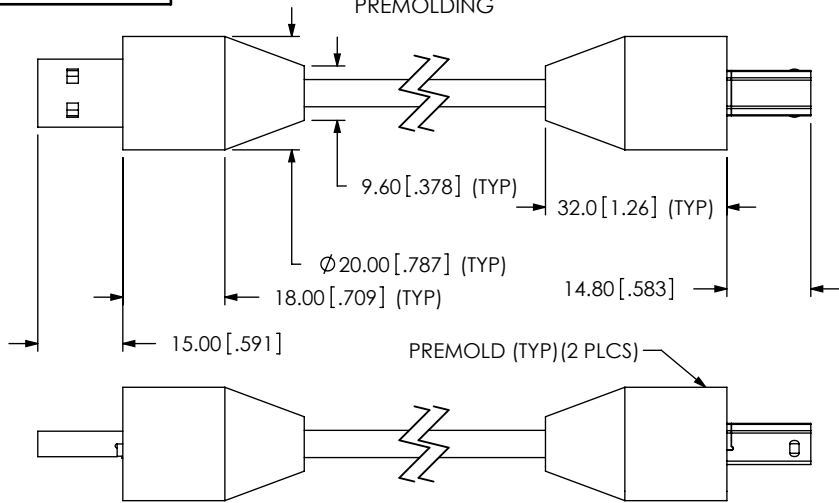 PREMOLDING
9.60 [.378] (TYP)
32.0 [1.26] (TYP)
Ø 20.00 [.787] (TYP)
18.00 [.709] (TYP)
14.80 [.583]
15.00 [.591]
PREMOLD (TYP)(2 PLCS)